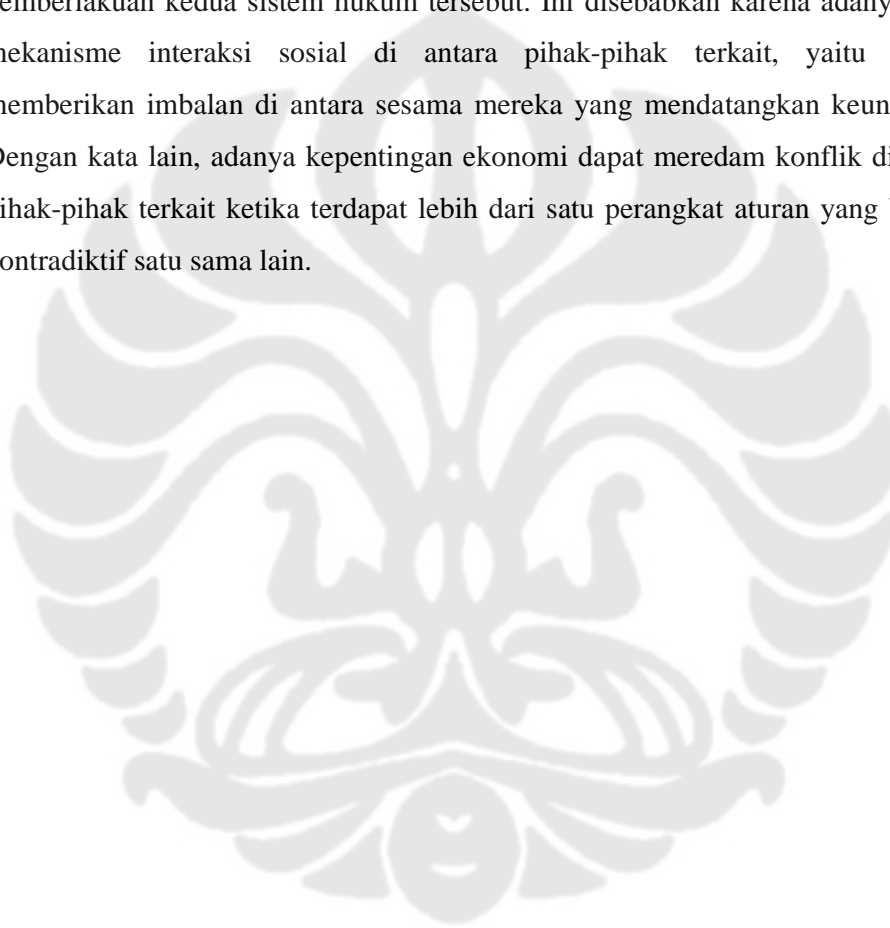 pemberlakuan kedua sistem hukum tersebut. Ini disebabkan karena adany
mekanisme interaksi sosial di antara pihak-pihak terkait, yaitu
memberikan imbalan di antara sesama mereka yang mendatangkan keun
Dengan kata lain, adanya kepentingan ekonomi dapat meredam konflik di
pihak-pihak terkait ketika terdapat lebih dari satu perangkat aturan yang
kontradiktif satu sama lain.